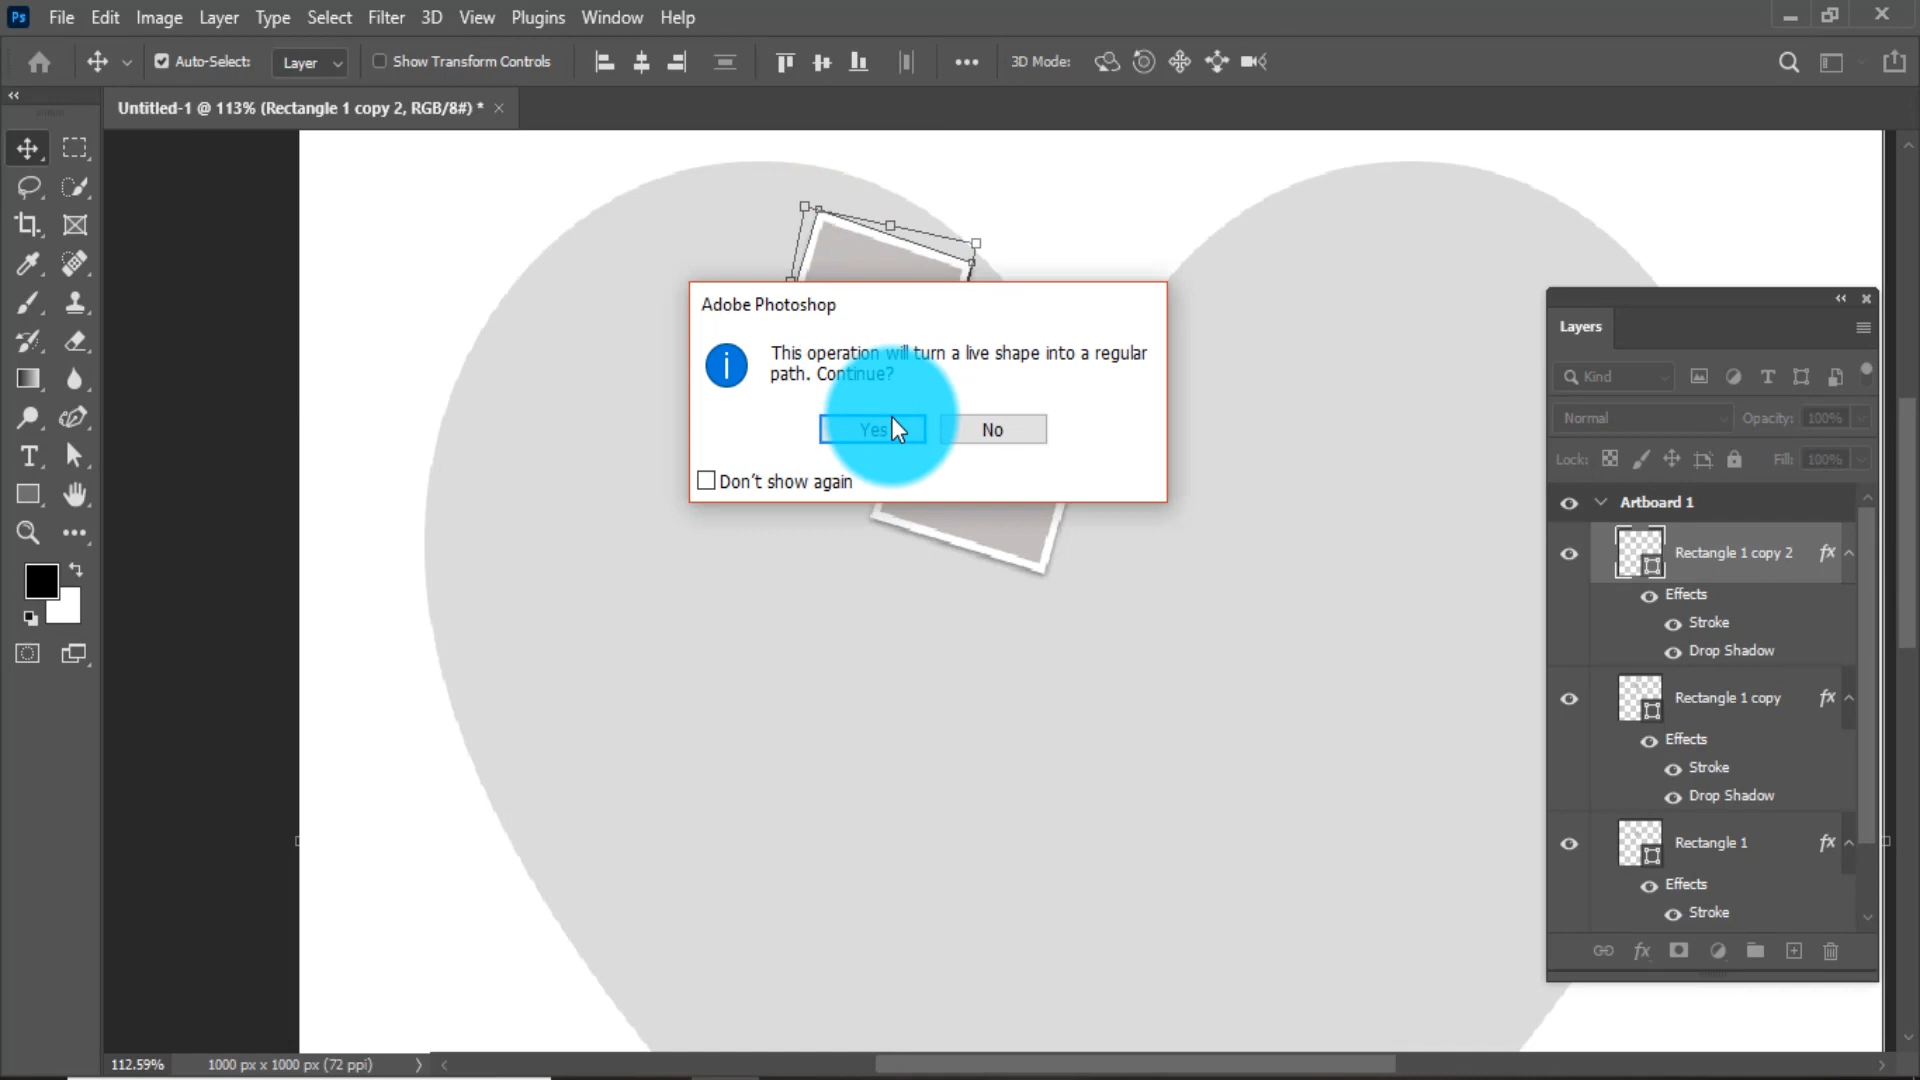 Ps File Edit Image Layer Type Select Filter 3D View Plugins Window Help
Auto-Select: Layer Show Transform Controls 3D Mode:
Untitled-1 @ 113% (Rectangle 1 copy 2, RGB/8#) *
Adobe Photoshop
This operation will turn a live shape into a regular
path. Continue?
Yes No
Don't show again
Layers
Kind
Normal Opacity: 100%
Lock: Fill: 100%
Artboard 1
Rectangle 1 copy 2 fx
Effects
Stroke
Drop Shadow
Rectangle 1 copy fx
Effects
Stroke
Drop Shadow
Rectangle 1 fx
Effects
Stroke
fx
112.59% 1000 px x 1000 px (72 ppi)